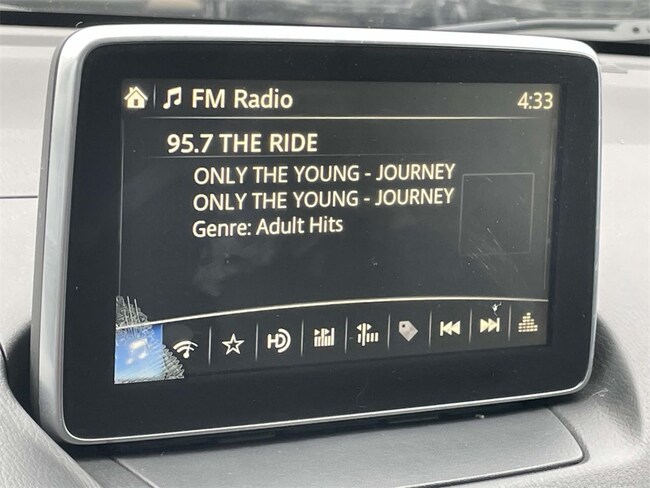 FM Radio 4:33
95.7 THE RIDE
ONLY THE YOUNG - JOURNEY
ONLY THE YOUNG - JOURNEY
Genre: Adult Hits
HD